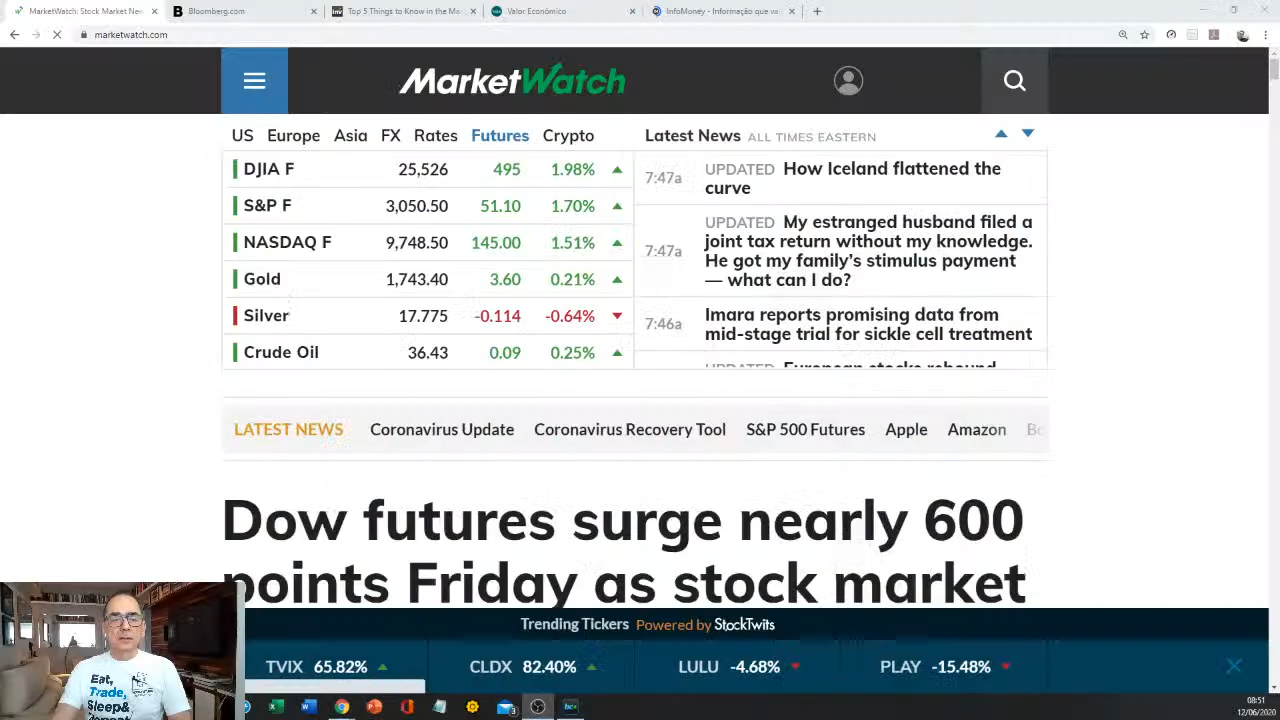 MarketWatch: Stock Market New
Bloomberg.com
Top 5 Things to Know in the Ma
Valor Econômico
InfoMoney - Informação que va
marketwatch.com
MarketWatch
US Europe Asia FX Rates Futures Crypto
DJIA F 25,526 495 1.98%
S&P F 3,050.50 51.10 1.70%
NASDAQ F 9,748.50 145.00 1.51%
Gold 1,743.40 3.60 0.21%
Silver 17.775 -0.114 -0.64%
Crude Oil 36.43 0.09 0.25%
Latest News ALL TIMES EASTERN
7:47a UPDATED How Iceland flattened the
curve
UPDATED My estranged husband filed a
7:47a joint tax return without my knowledge.
He got my family's stimulus payment
— what can I do?
7:46a Imara reports promising data from
mid-stage trial for sickle cell treatment
UPDATED European stocks rebound
LATEST NEWS Coronavirus Update Coronavirus Recovery Tool S&P 500 Futures Apple Amazon
Dow futures surge nearly 600
points Friday as stock market
Trending Tickers Powered by StockTwits
TVIX 65.82% CLDX 82.40% LULU -4.68% PLAY -15.48%
Eat,
Trade,
Sleep&
Repeat
08:51
12/06/2020